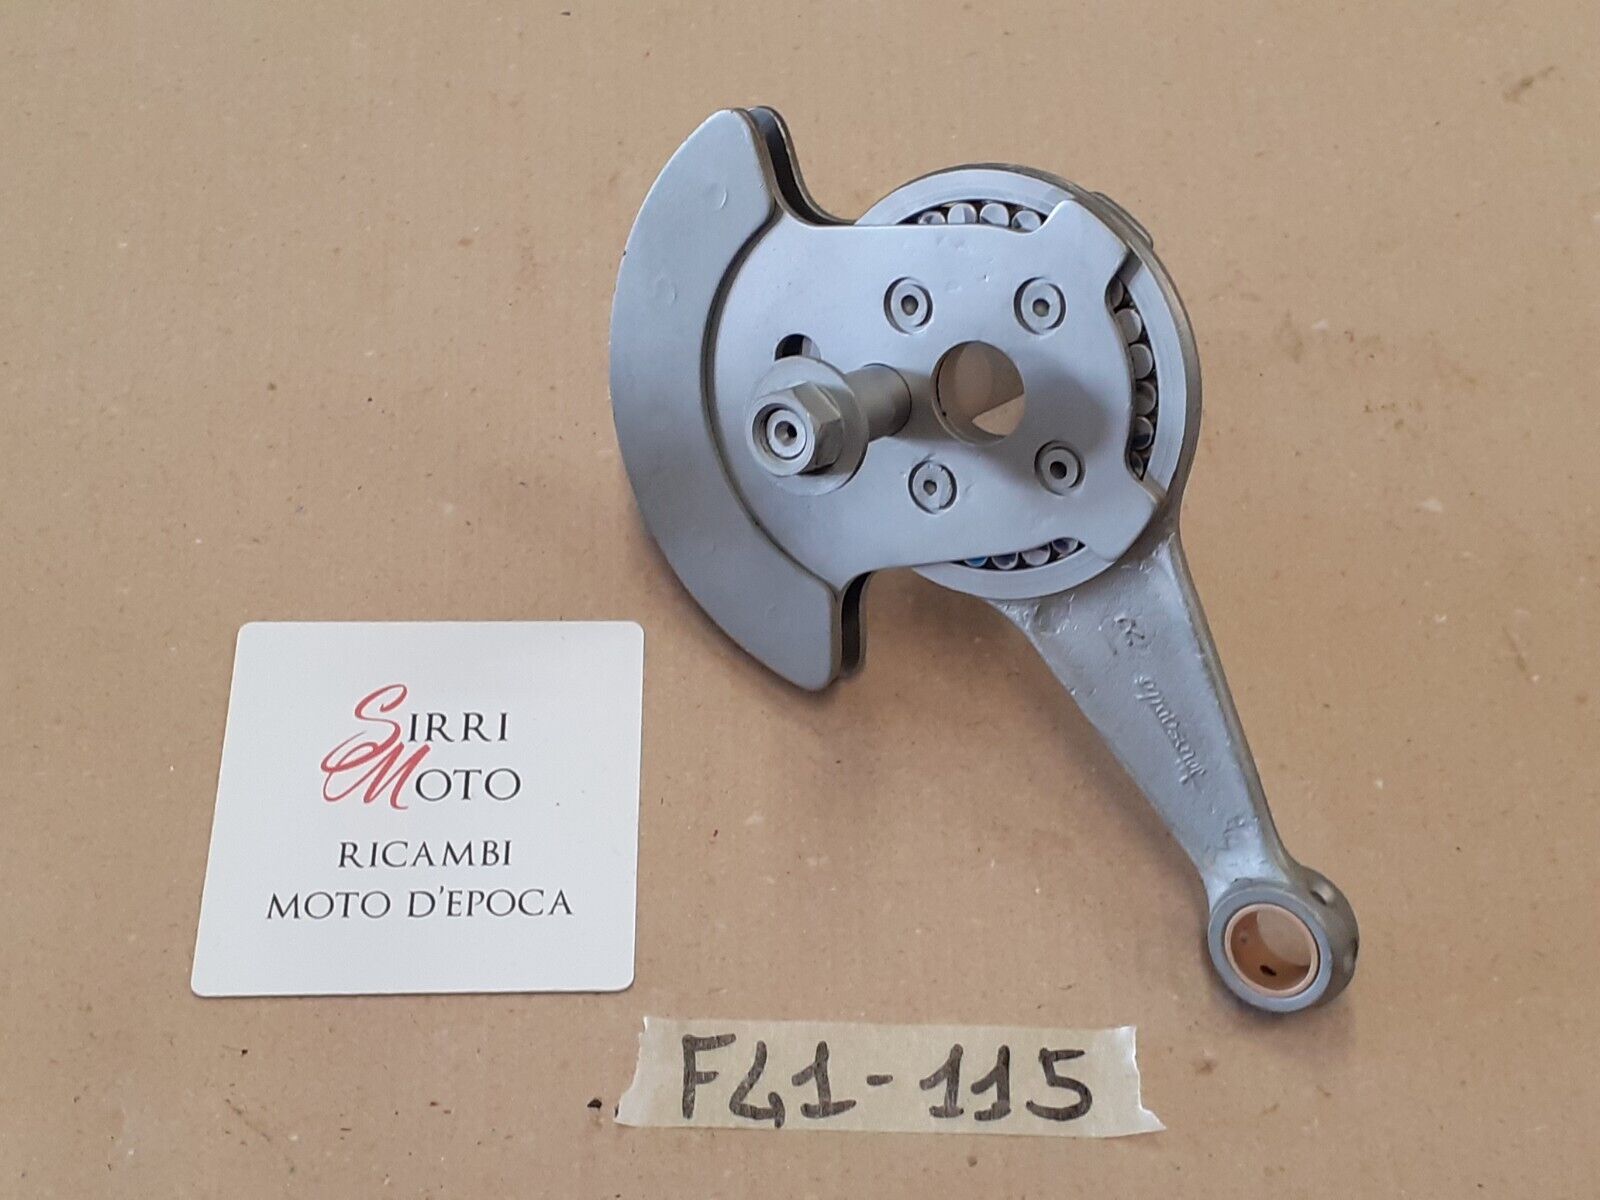 SIRRI
MOTO
RICAMBI
MOTO D'EPOCA
F41-115